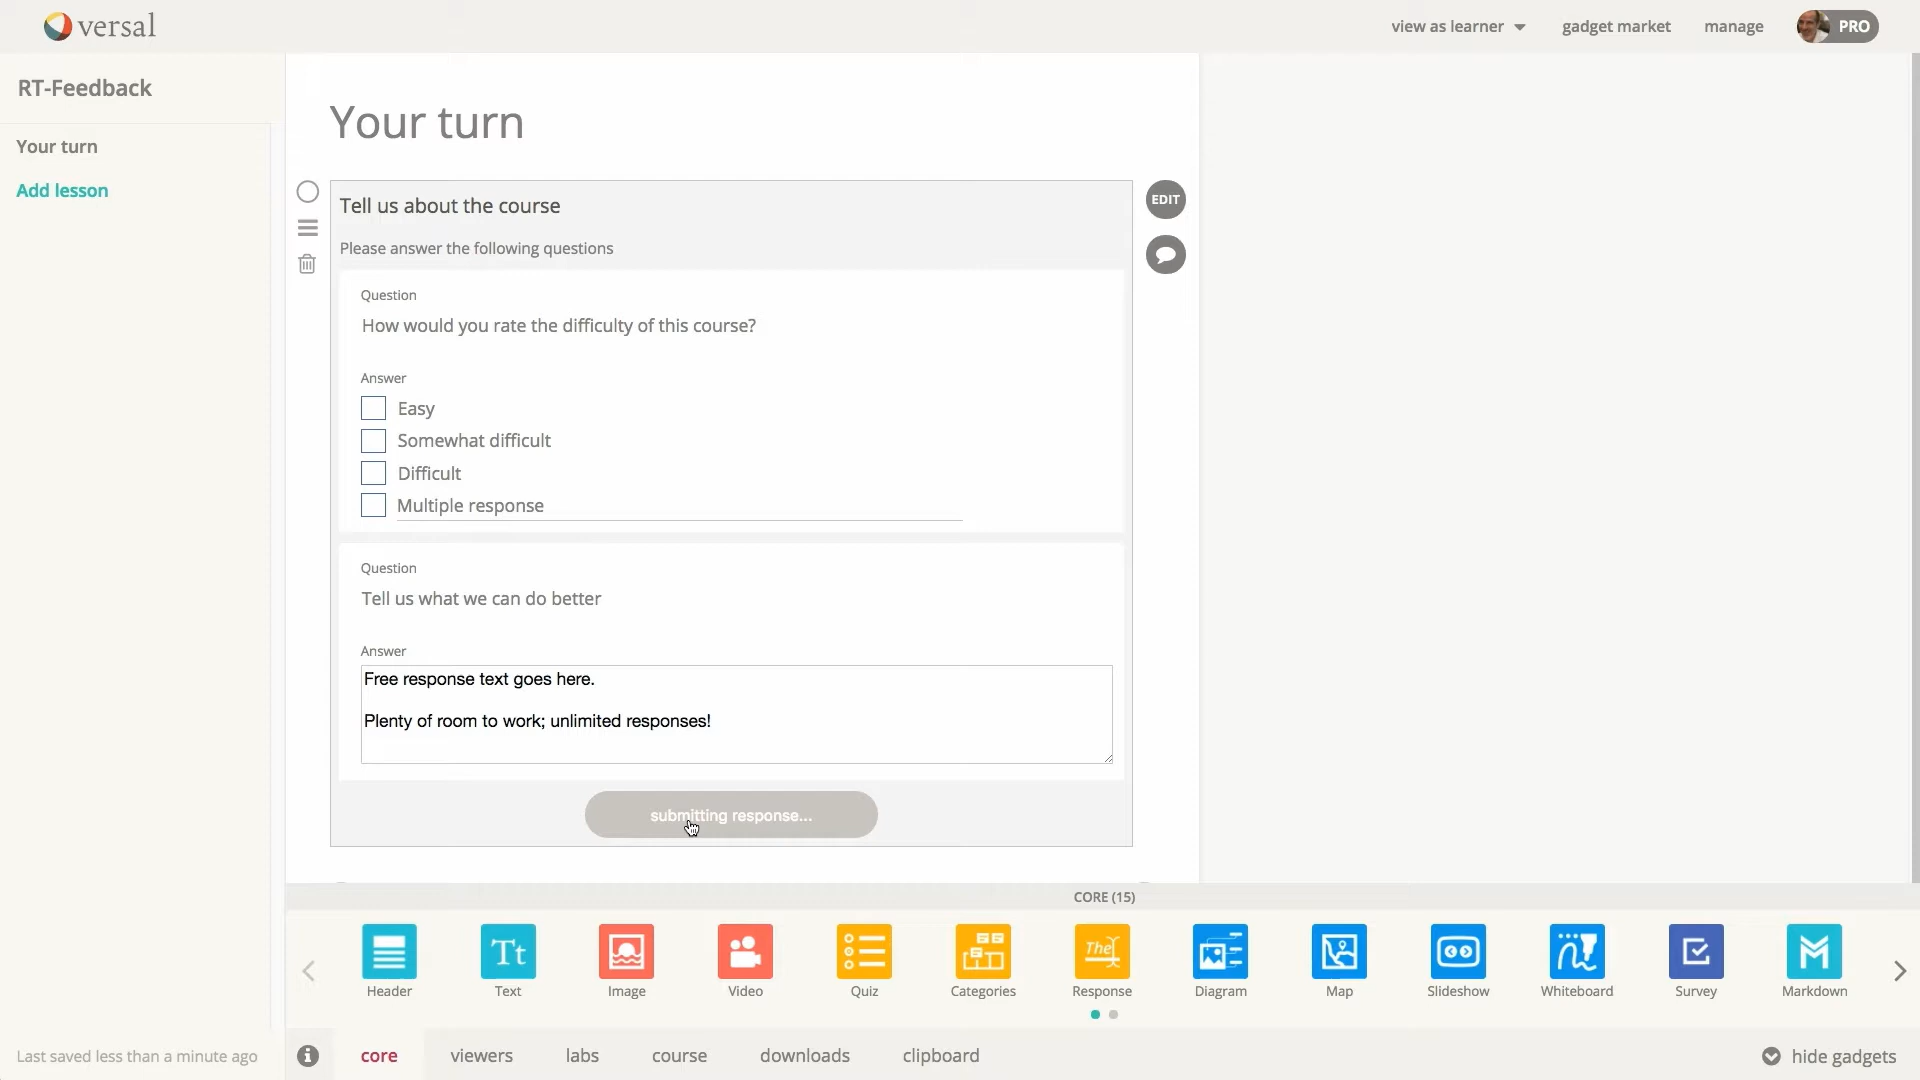 versal
view as learner
gadget market
manage
PRO
RT-Feedback
Your turn
Add lesson
Your turn
Tell us about the course
EDIT
Please answer the following questions
Question
How would you rate the difficulty of this course?
Answer
Easy
Somewhat difficult
Difficult
Multiple response
Question
Tell us what we can do better
Answer
Free response text goes here.
Plenty of room to work; unlimited responses!
submitting response...
CORE (15)
Tt
The
Header
Text
Image
Video
Quiz
Categories
Response
Diagram
Map
Slideshow
Whiteboard
Survey
Markdown
Last saved less than a minute ago
core
viewers
labs
course
downloads
clipboard
hide gadgets